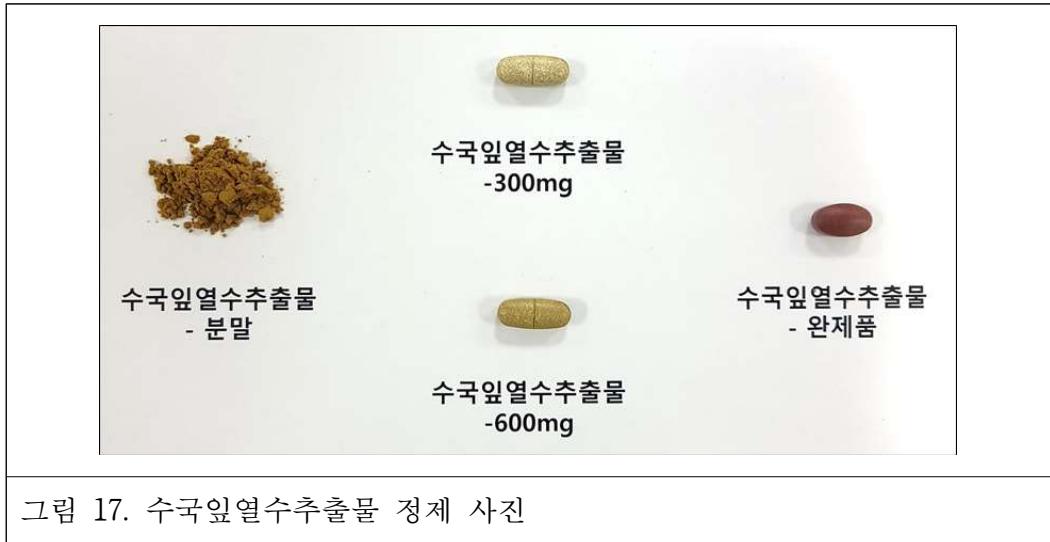 수국잎열수추출물
-300mg
수국잎열수추출물
- 분말
수국잎열수추출물
- 완제품
수국잎열수추출물
-600mg
그림 17. 수국잎열수추출물 정제 사진